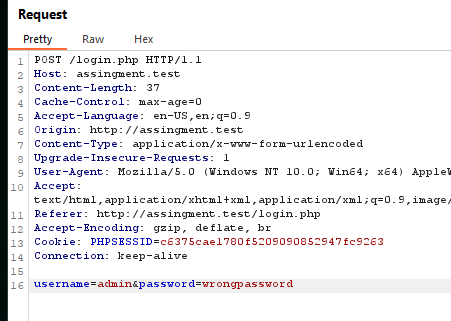 Request
Pretty Raw Hex
1 POST /login.php HTTP/1.1
2 Host: assingment.test
3 Content-Length: 37
4 Cache-Control: max-age=0
5 Accept-Language: en-US,en;q=0.9
6 Origin: http://assingment.test
7 Content-Type: application/x-www-form-urlencoded
8 Upgrade-Insecure-Requests: 1
9 User-Agent: Mozilla/5.0 (Windows NT 10.0; Win64; x64) AppleW
10 Accept:
text/html,application/xhtml+xml,application/xml;q=0.9,image/
11 Referer: http://assingment.test/login.php
12 Accept-Encoding: gzip, deflate, br
13 Cookie: PHPSESSID=c6375cae1780f5209090852947fc9263
14 Connection: keep-alive
15
16 username=admin&password=wrongpassword